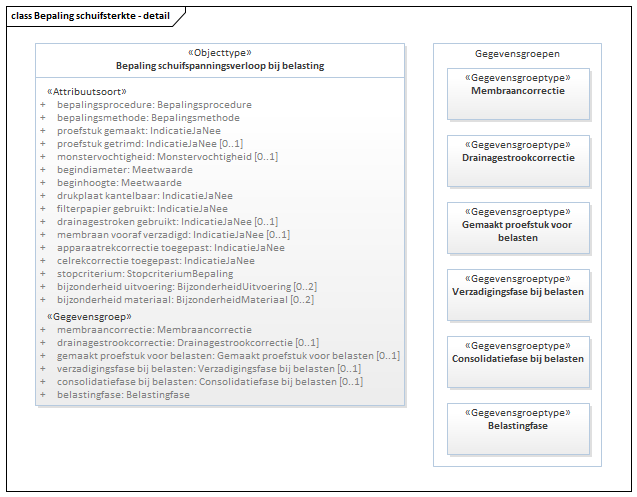 class Bepaling schuifsterkte - detail
«Objecttype»
Bepaling schuifspanningsverloop bij belasting
«Attribuutsoort»
+ bepalingsprocedure: Bepalingsprocedure
+ bepalingsmethode: Bepalingsmethode
+ proefstuk gemaakt: IndicatieJaNee
+ proefstuk getrimd: IndicatieJaNee [0..1]
+ monstervochtigheid: Monstervochtigheid [0..1]
+ begindiameter: Meetwaarde
+ beginhoogte: Meetwaarde
+ drukplaat kantelbaar: IndicatieJaNee
+ filterpapier gebruikt: IndicatieJaNee
+ drainagestroken gebruikt: IndicatieJaNee [0..1]
+ membraan vooraf verzadigd: IndicatieJaNee [0..1]
+ apparaatrekcorrectie toegepast: IndicatieJaNee
+ celrekcorrectie toegepast: IndicatieJaNee
+ stopcriterium: StopcriteriumBepaling
+ bijzonderheid uitvoering: BijzonderheidUitvoering [0..2]
+ bijzonderheid materiaal: BijzonderheidMateriaal [0..2]
«Gegevensgroep»
+ membraancorrectie: Membraancorrectie
+ drainagestrookcorrectie: Drainagestrookcorrectie [0..1]
+ gemaakt proefstuk voor belasten: Gemaakt proefstuk voor belasten [0..1]
+ verzadigingsfase bij belasten: Verzadigingsfase bij belasten [0..1]
+ consolidatiefase bij belasten: Consolidatiefase bij belasten [0..1]
+ belastingfase: Belastingfase
Gegevensgroepen
«Gegevensgroeptype»
Membraancorrectie
«Gegevensgroeptype»
Drainagestrookcorrectie
«Gegevensgroeptype»
Gemaakt proefstuk voor
belasten
«Gegevensgroeptype»
Verzadigingsfase bij belasten
«Gegevensgroeptype»
Consolidatiefase bij belasten
«Gegevensgroeptype»
Belastingfase